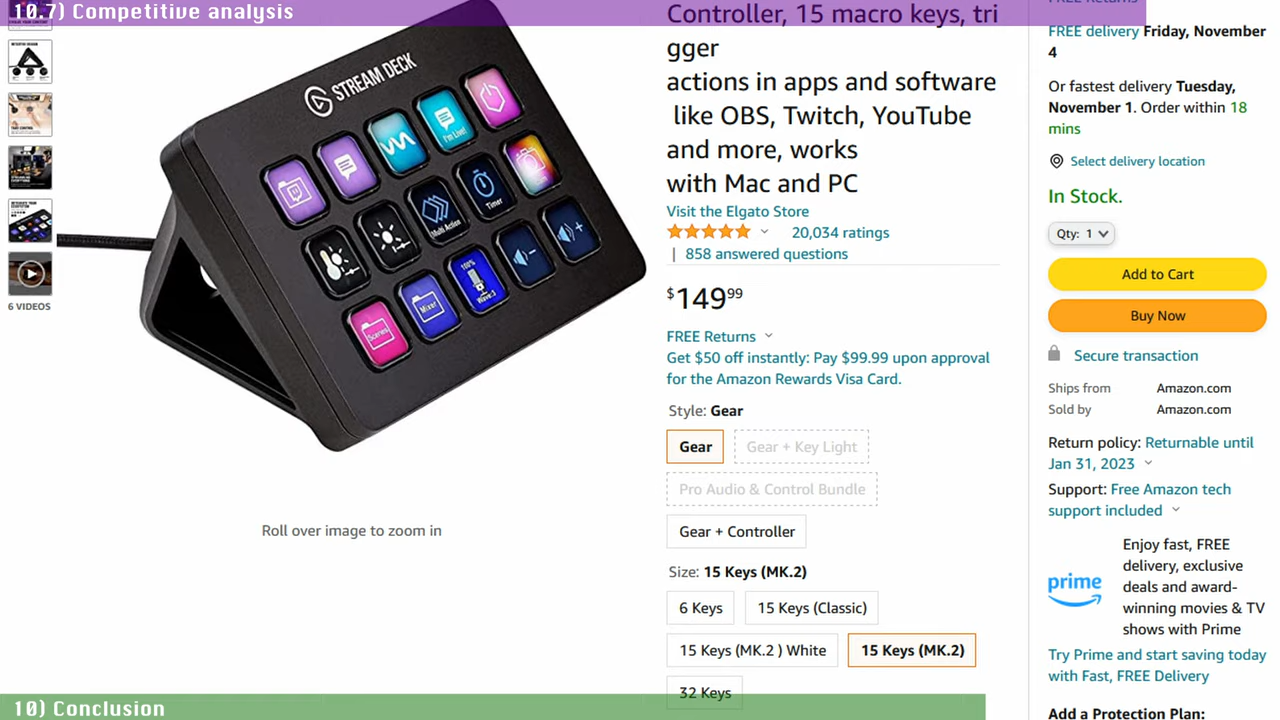 10.7) Competitive analysis
STREAM DECK
I'm Live!
Multi Action
Timer
Scenes
Mixer
100%
Wave:3
6 VIDEOS
Roll over image to zoom in
Controller, 15 macro keys, tri
gger
actions in apps and software
like OBS, Twitch, YouTube
and more, works
with Mac and PC
Visit the Elgato Store
20,034 ratings
| 858 answered questions
$149 99
FREE Returns
Get $50 off instantly: Pay $99.99 upon approval
for the Amazon Rewards Visa Card.
Style: Gear
Gear
Gear + Key Light
Pro Audio & Control Bundle
Gear + Controller
Size: 15 Keys (MK.2)
6 Keys
15 Keys (Classic)
15 Keys (MK.2 ) White
15 Keys (MK.2)
32 Keys
FREE Returns
FREE delivery Friday, November
4
Or fastest delivery Tuesday,
November 1. Order within 18
mins
Select delivery location
In Stock.
Qty: 1
Add to Cart
Buy Now
Secure transaction
Ships from Amazon.com
Sold by Amazon.com
Return policy: Returnable until
Jan 31, 2023
Support: Free Amazon tech
support included
prime
Enjoy fast, FREE
delivery, exclusive
deals and award-
winning movies & TV
shows with Prime
Try Prime and start saving today
with Fast, FREE Delivery
Add a Protection Plan:
10) Conclusion